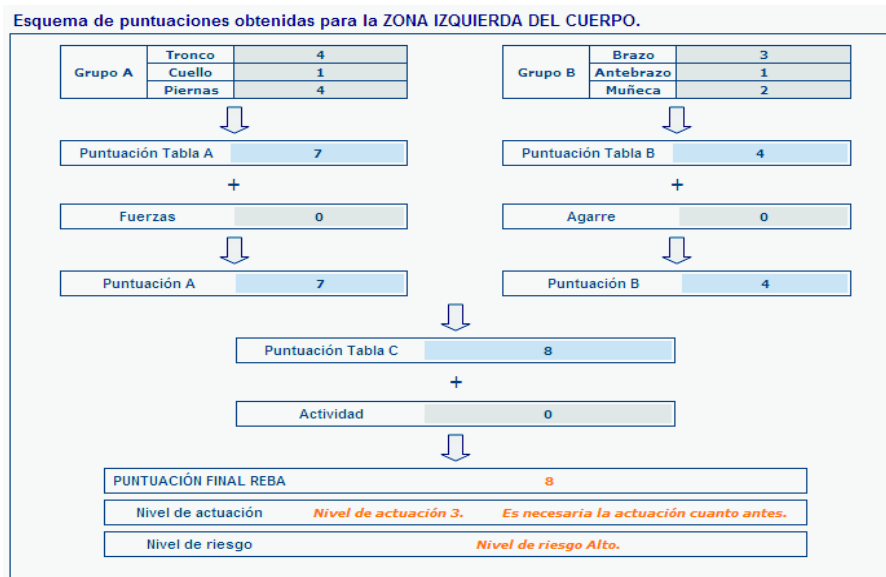 Esquema de puntuaciones obtenidas para la ZONA IZQUIERDA DEL CUERPO.
Grupo A
Tronco 4
Cuello 1
Piernas 4
Grupo B
Brazo 3
Antebrazo 1
Muñeca 2
Puntuación Tabla A 7
Puntuación Tabla B 4
+
+
Fuerzas 0
Agarre 0
Puntuación A 7
Puntuación B 4
Puntuación Tabla C 8
+
Actividad 0
PUNTUACIÓN FINAL REBA 8
Nivel de actuación Nivel de actuación 3. Es necesaria la actuación cuanto antes.
Nivel de riesgo Nivel de riesgo Alto.